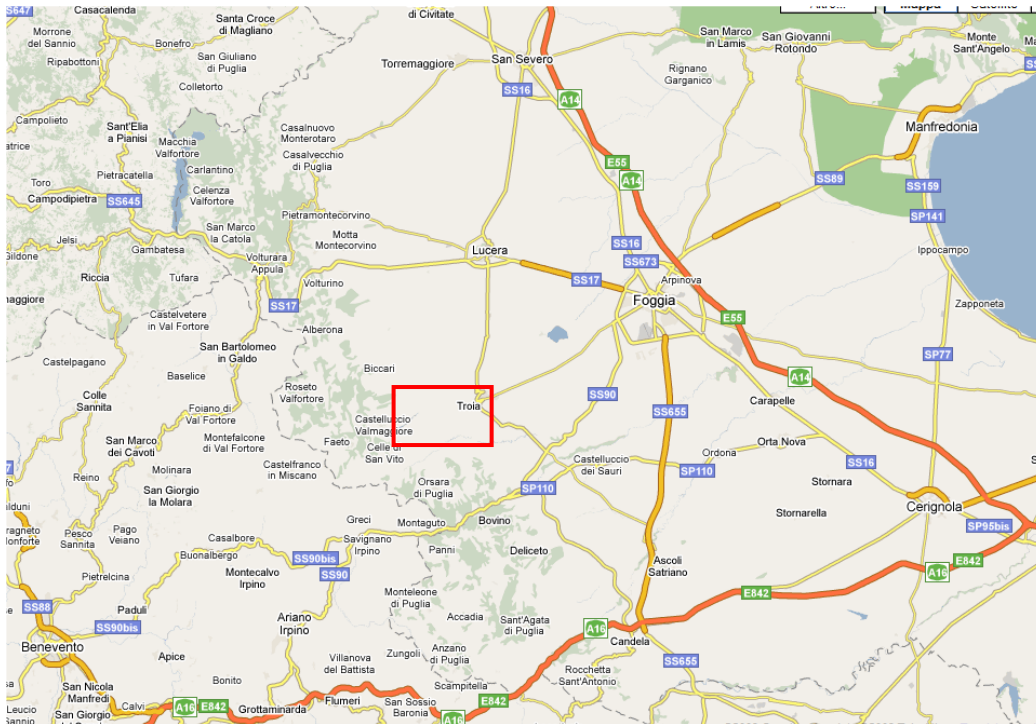 SS647
Casacalenda
Santa Croce
di Magliano
di Civitate
Mappa
Morrone
del Sannio
Bonefro
Ripabottoni
San Giuliano
di Puglia
Colletorto
Torremaggiore
San Severo
SS16
A14
San Marco
in Lamis
San Giovanni
Rotondo
Monte
Sant'Angelo
Rignano
Garganico
Manfredonia
Campolieto
Sant'Elia
a Pianisi
Macchia
Valfortore
Casalnuovo
Monterotaro
Casalvecchio
di Puglia
Carlantino
Pietracatella
Toro
Campodipietra
SS645
Celenza
Valfortore
E55
A14
SS89
SS159
SP141
Pietramontecorvino
San Marco
la Catola
Motta
Montecorvino
Jelsi
Gildone
Gambatesa
Lucera
SS16
SS673
Ippocampo
Riccia
Tufara
Volturara
Appula
Volturino
SS17
SS17
Arpinova
Foggia
Zapponeta
Castelvetere
in Val Fortore
Alberona
E55
San Bartolomeo
in Galdo
Castelpagano
Baselice
Biccari
SP77
A14
Colle
Sannita
Roseto
Valfortore
Troia
SS90
SS655
Carapelle
Foiano di
Val Fortore
Castelluccio
Valmaggiore
San Marco
dei Cavoti
Montefalcone
di Val Fortore
Faeto
Celle di
San Vito
Orta Nova
Ordona
Molinara
Castelfranco
in Miscano
Castelluccio
dei Sauri
SP110
SS16
Reino
San Giorgio
la Molara
Orsara
di Puglia
SP110
Stornara
Cerignola
Stornarella
SP95bis
Greci
Montaguto
Bovino
Pesco
Sannita
Pago
Veiano
Casalbore
Savignano
Irpino
Buonalbergo
SS90bis
SS90
Panni
Deliceto
Ascoli
Satriano
E842
A16
Pietrelcina
Montecalvo
Irpino
Monteleone
di Puglia
E842
SS88
Paduli
SS90bis
Ariano
Irpino
Accadia
Sant'Agata
di Puglia
A16
Candela
Benevento
Apice
Villanova
del Battista
Zungoli
Anzano
di Puglia
SS655
Rocchetta
Sant'Antonio
San Nicola
Manfredi
Bonito
Scampitella
Calvi
A16
E842
Grottaminarda
Flumeri
San Sossio
Baronia
E842
A16
San Giorgio